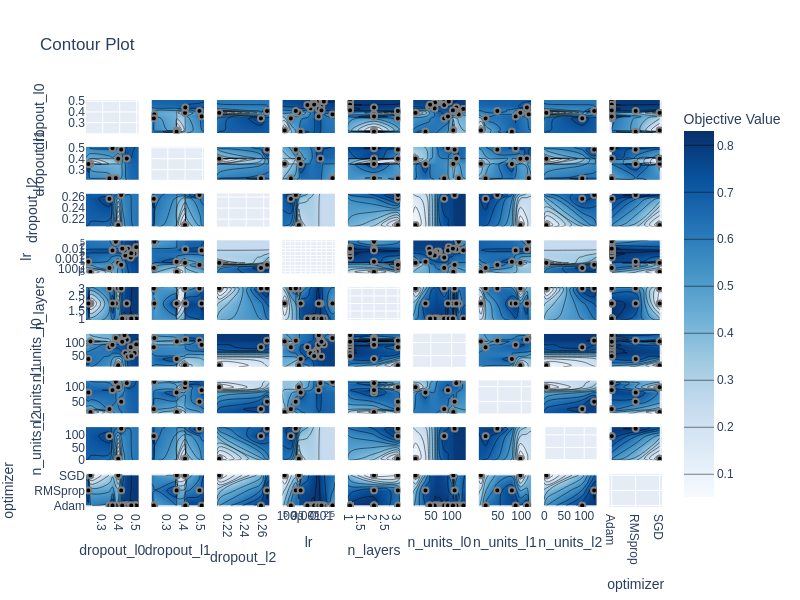 Contour Plot
Objective Value
0.8
0.7
0.6
0.5
0.4
0.3
0.2
0.1
dropout_l0
0.5
0.4
0.3
0.5
0.4
0.3
dropout_l2
0.26
0.24
0.22
lr
0.01
0.001
n_layers
3
2.5
2
1.5
1
n_units_l0
100
50
n_units_l1
100
50
n_units_l2
100
50
0
optimizer
SGD
RMSprop
Adam
0.3
0.4
0.5
dropout_l0
0.3
0.4
0.5
dropout_l1
0.22
0.24
0.26
dropout_l2
lr
1
1.5
2
2.5
3
n_layers
50 100
n_units_l0
50 100
n_units_l1
0 50 100
n_units_l2
Adam
RMSprop
SGD
optimizer